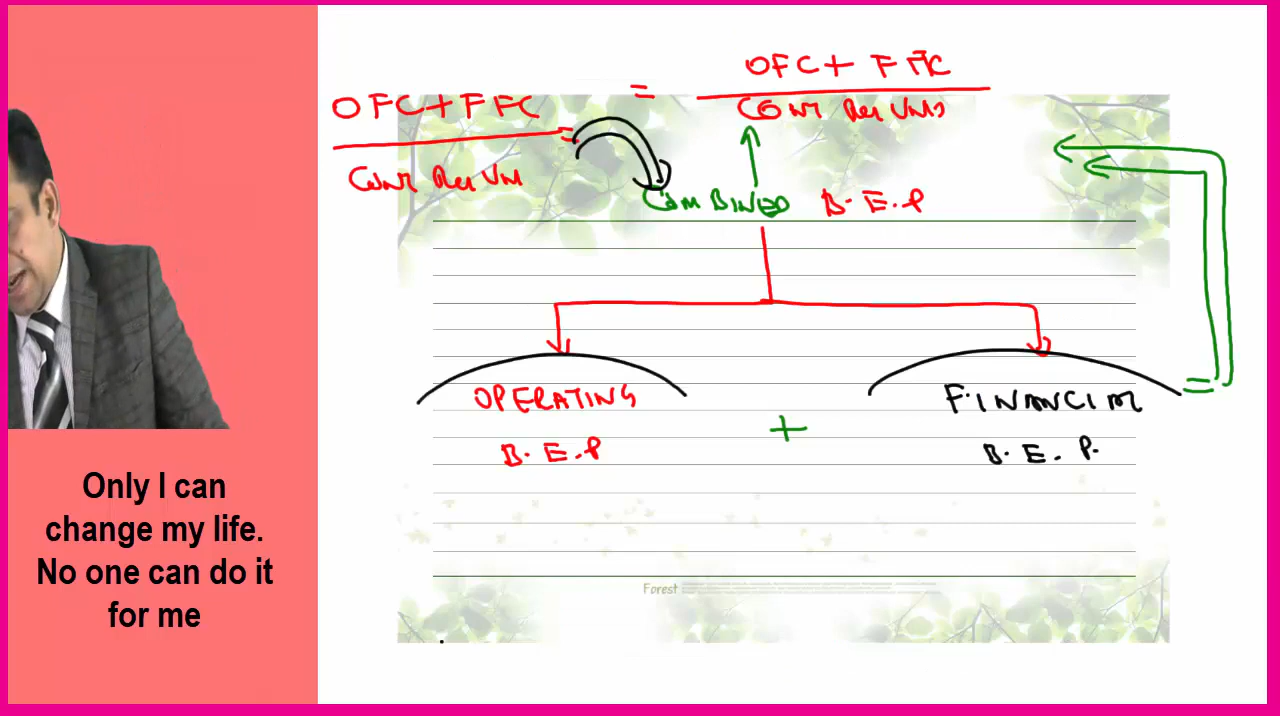 OFC + FFC
=
OFC + FFC
Cont Per Unit
Cont Per Unit
COMBINED B.E.P
OPERATING
B.E.P
+
FINANCIAL
B.E.P.
Forest
Only I can
change my life.
No one can do it
for me